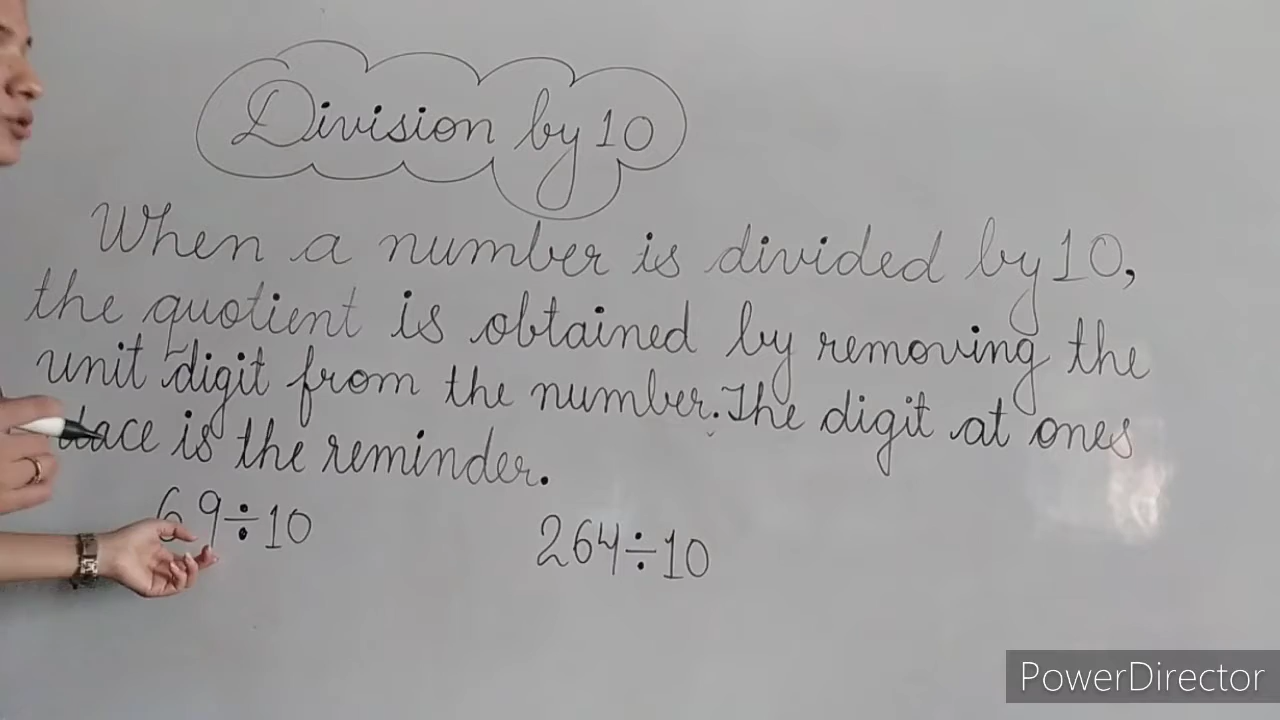 Division by 10
When a number is divided by 10,
the quotient is obtained by removing the
unit digit from the number. The digit at ones
place is the reminder.
69÷10
264÷10
PowerDirector